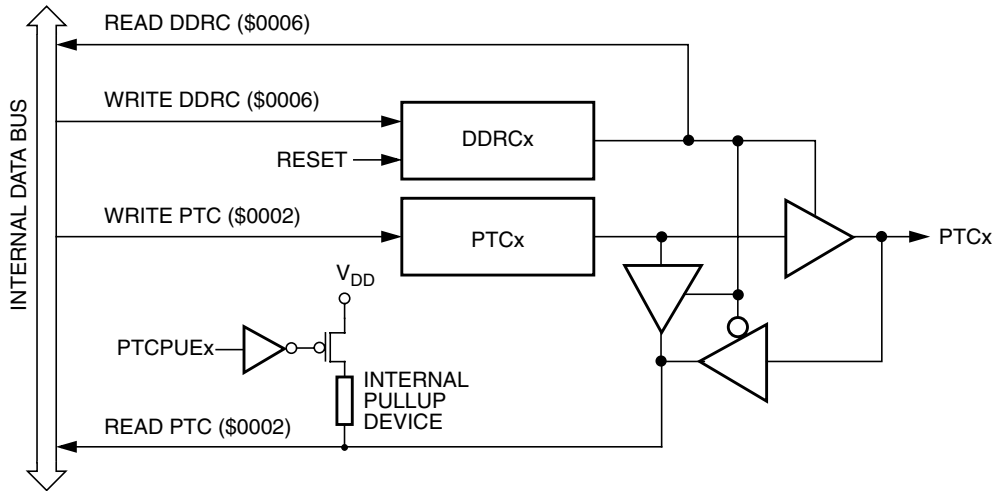 READ DDRC ($0006)
WRITE DDRC ($0006)
RESET
DDRCx
WRITE PTC ($0002)
PTCx
PTCx
INTERNAL DATA BUS
VDD
PTCPUEx
INTERNAL
PULLUP
DEVICE
READ PTC ($0002)